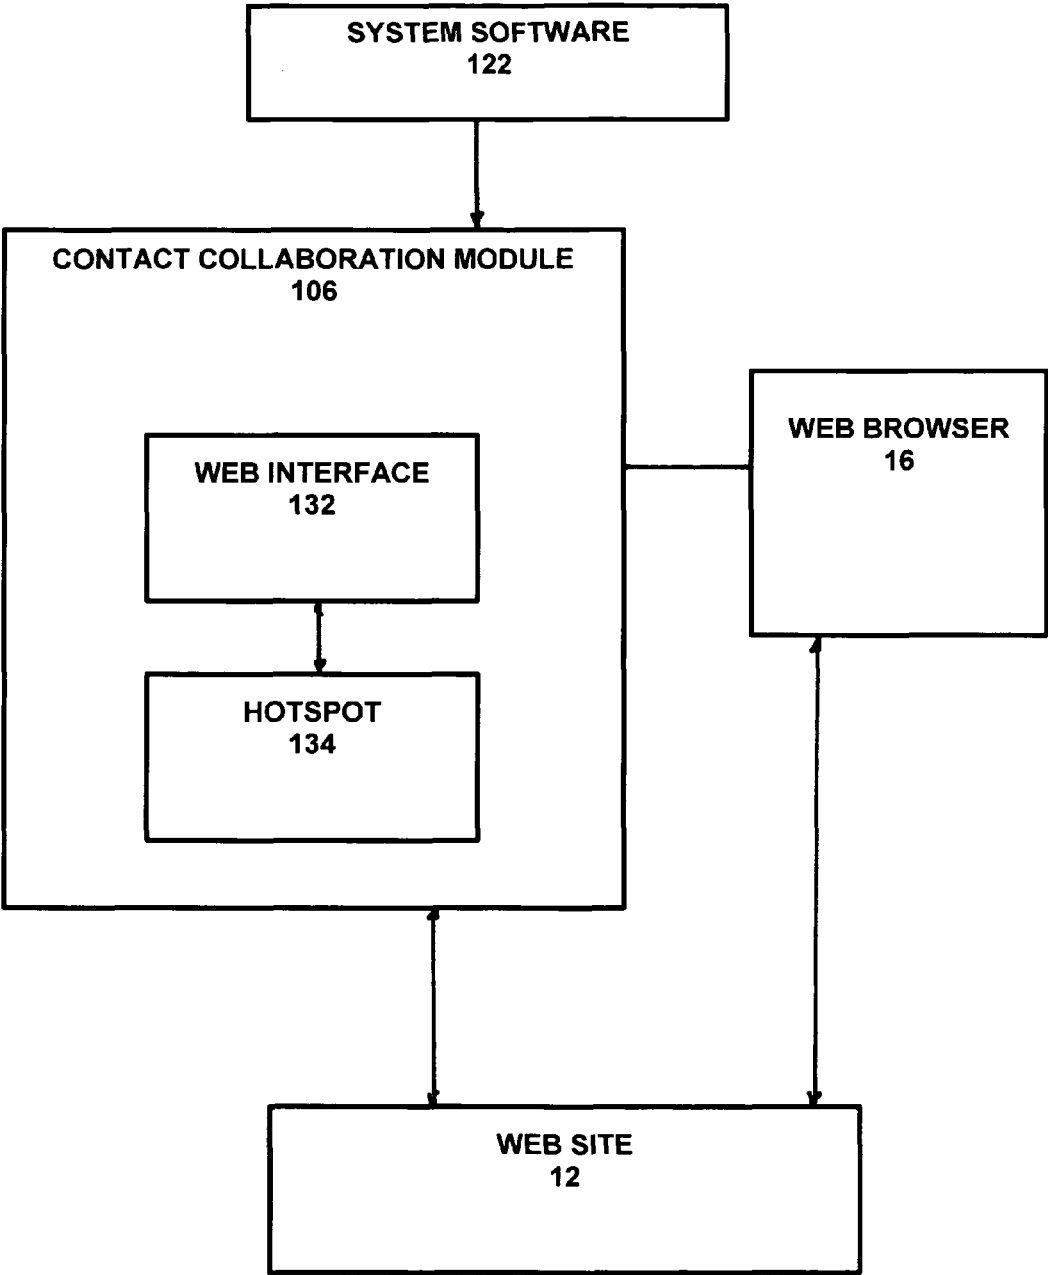 SYSTEM SOFTWARE
122
CONTACT COLLABORATION MODULE
106
WEB BROWSER
16
WEB INTERFACE
132
HOTSPOT
134
WEB SITE
12